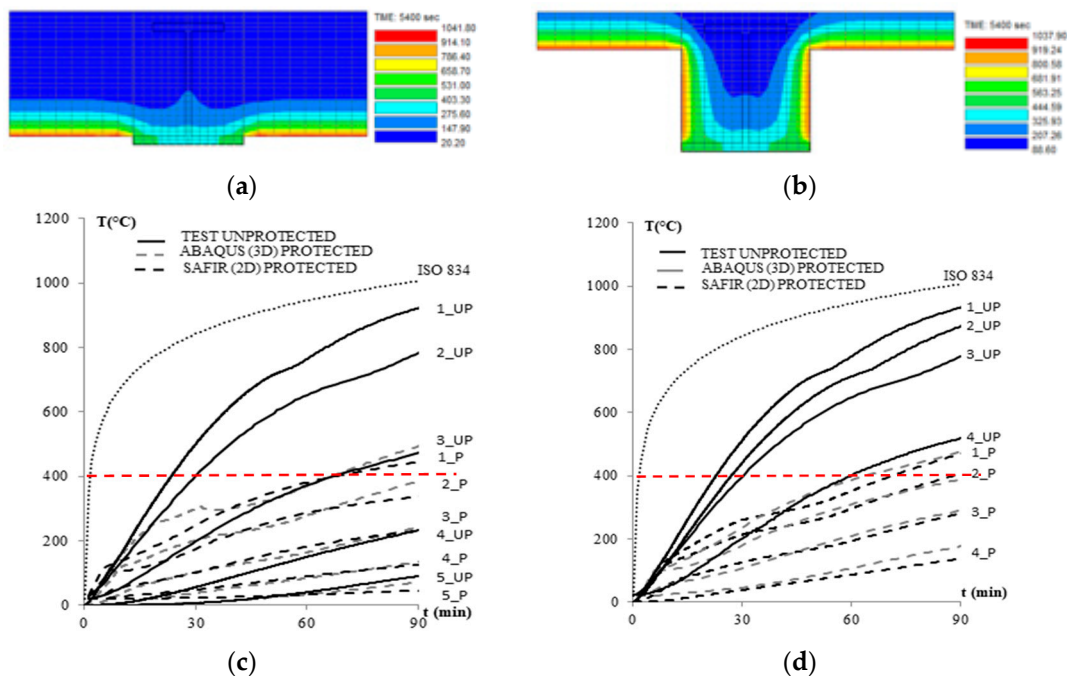 TIME: 5400 sec
1041.80
914.10
786.40
658.70
531.00
403.30
275.60
147.90
20.20
(a)
TIME: 5400 sec
1037.90
919.24
800.58
681.91
563.25
444.59
325.93
207.26
88.60
(b)
T(°C)
1200
1000
800
600
400
200
0
0
30
60
90
t (min)
TEST UNPROTECTED
ABAQUS (3D) PROTECTED
SAFIR (2D) PROTECTED
ISO 834
1_UP
2_UP
3_UP
1_P
2_P
3_P
4_UP
4_P
5_UP
5_P
(c)
T(°C)
1200
1000
800
600
400
200
0
0
30
60
90
t (min)
TEST UNPROTECTED
ABAQUS (3D) PROTECTED
SAFIR (2D) PROTECTED
ISO 834
1_UP
2_UP
3_UP
4_UP
1_P
2_P
3_P
4_P
(d)